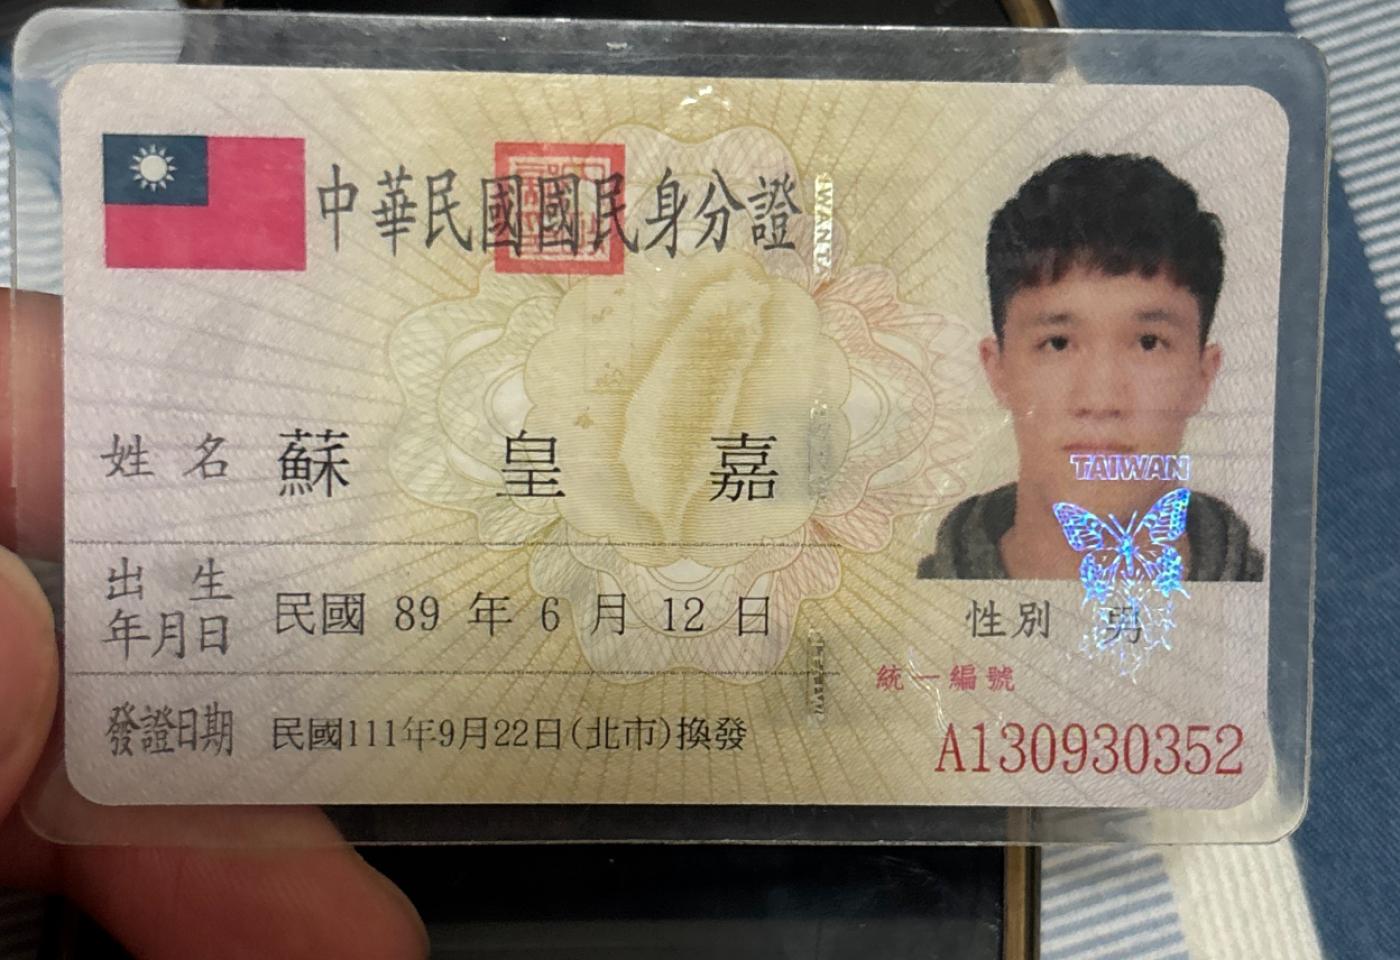 中華民國國民身分證
姓名 蘇皇嘉
出生年月日 民國 89 年 6 月 12 日
發證日期 民國111年9月22日(北市)換發
TAIWAN
性別 男
統一編號
A130930352